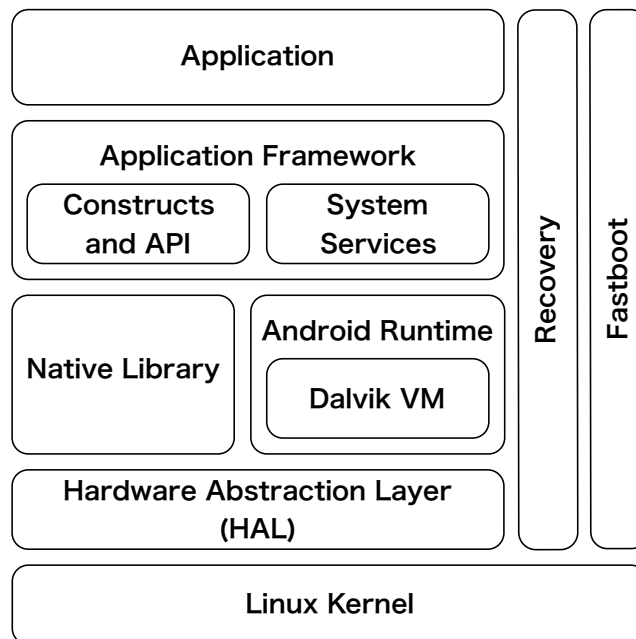 Application
Application Framework
Constructs
and API
System
Services
Native Library
Android Runtime
Dalvik VM
Hardware Abstraction Layer
(HAL)
Recovery
Fastboot
Linux Kernel